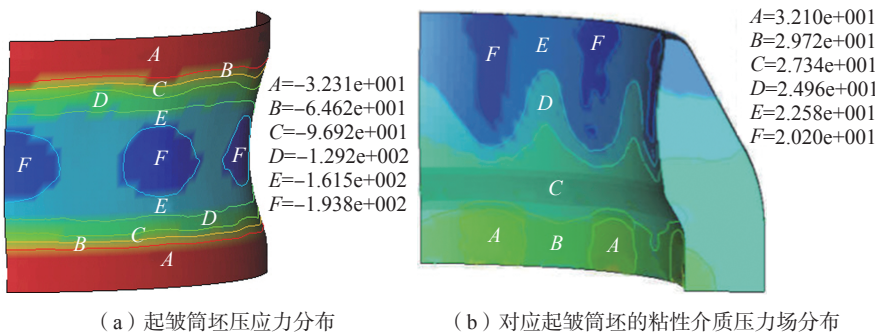 A
B
C
D
E
F
F
F
E
D
C
B
A
A=−3.231e+001
B=−6.462e+001
C=−9.692e+001
D=−1.292e+002
E=−1.615e+002
F=−1.938e+002
(a)起皱筒坯压应力分布
F
E
F
D
C
A
B
A
A=3.210e+001
B=2.972e+001
C=2.734e+001
D=2.496e+001
E=2.258e+001
F=2.020e+001
(b)对应起皱筒坯的粘性介质压力场分布